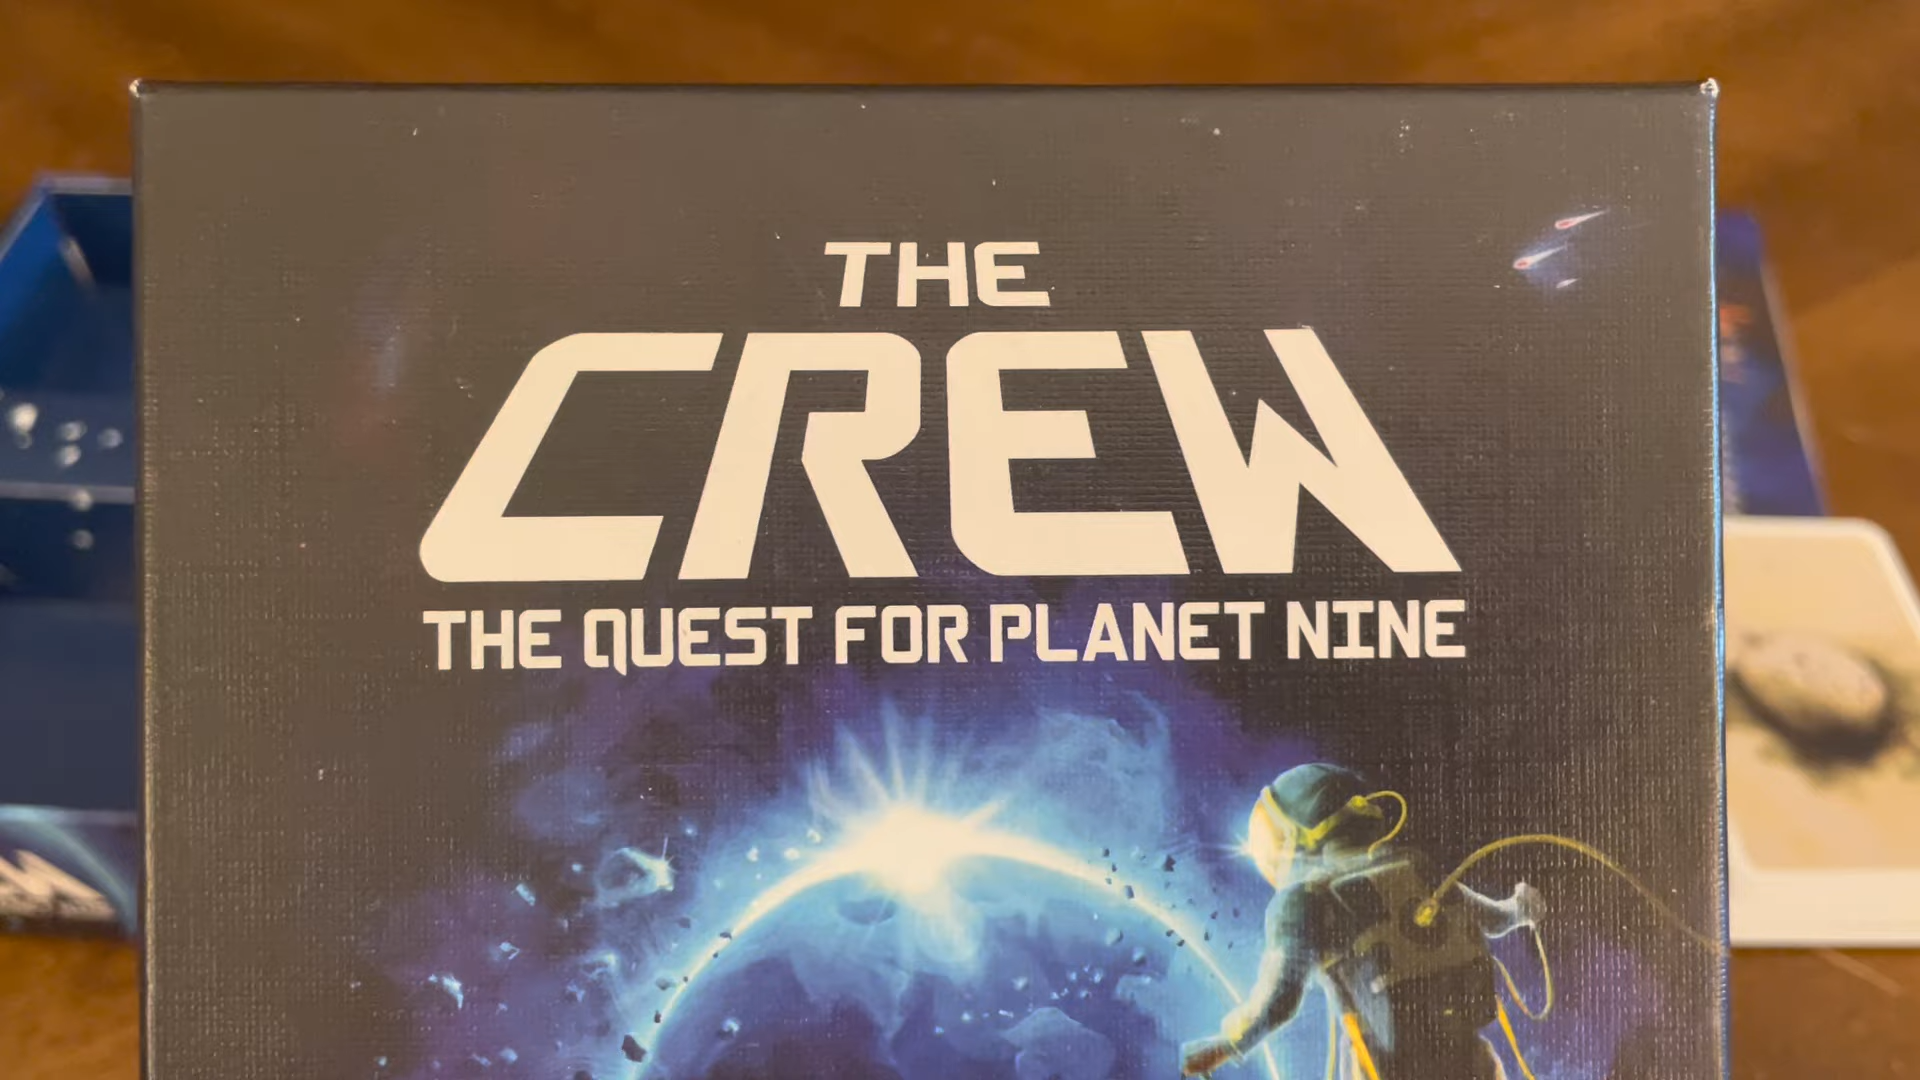 THE
CREW
THE QUEST FOR PLANET NINE